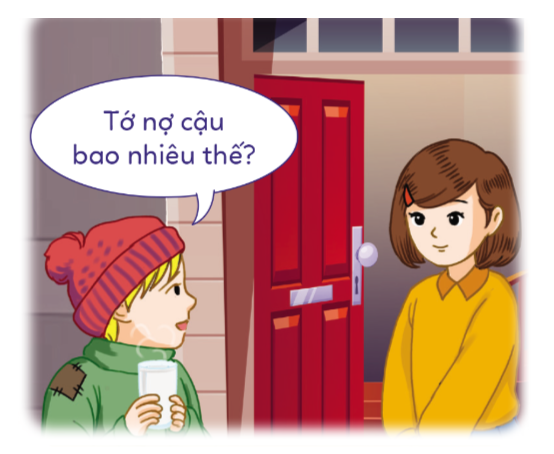 Tớ nợ cậu
bao nhiêu thế?